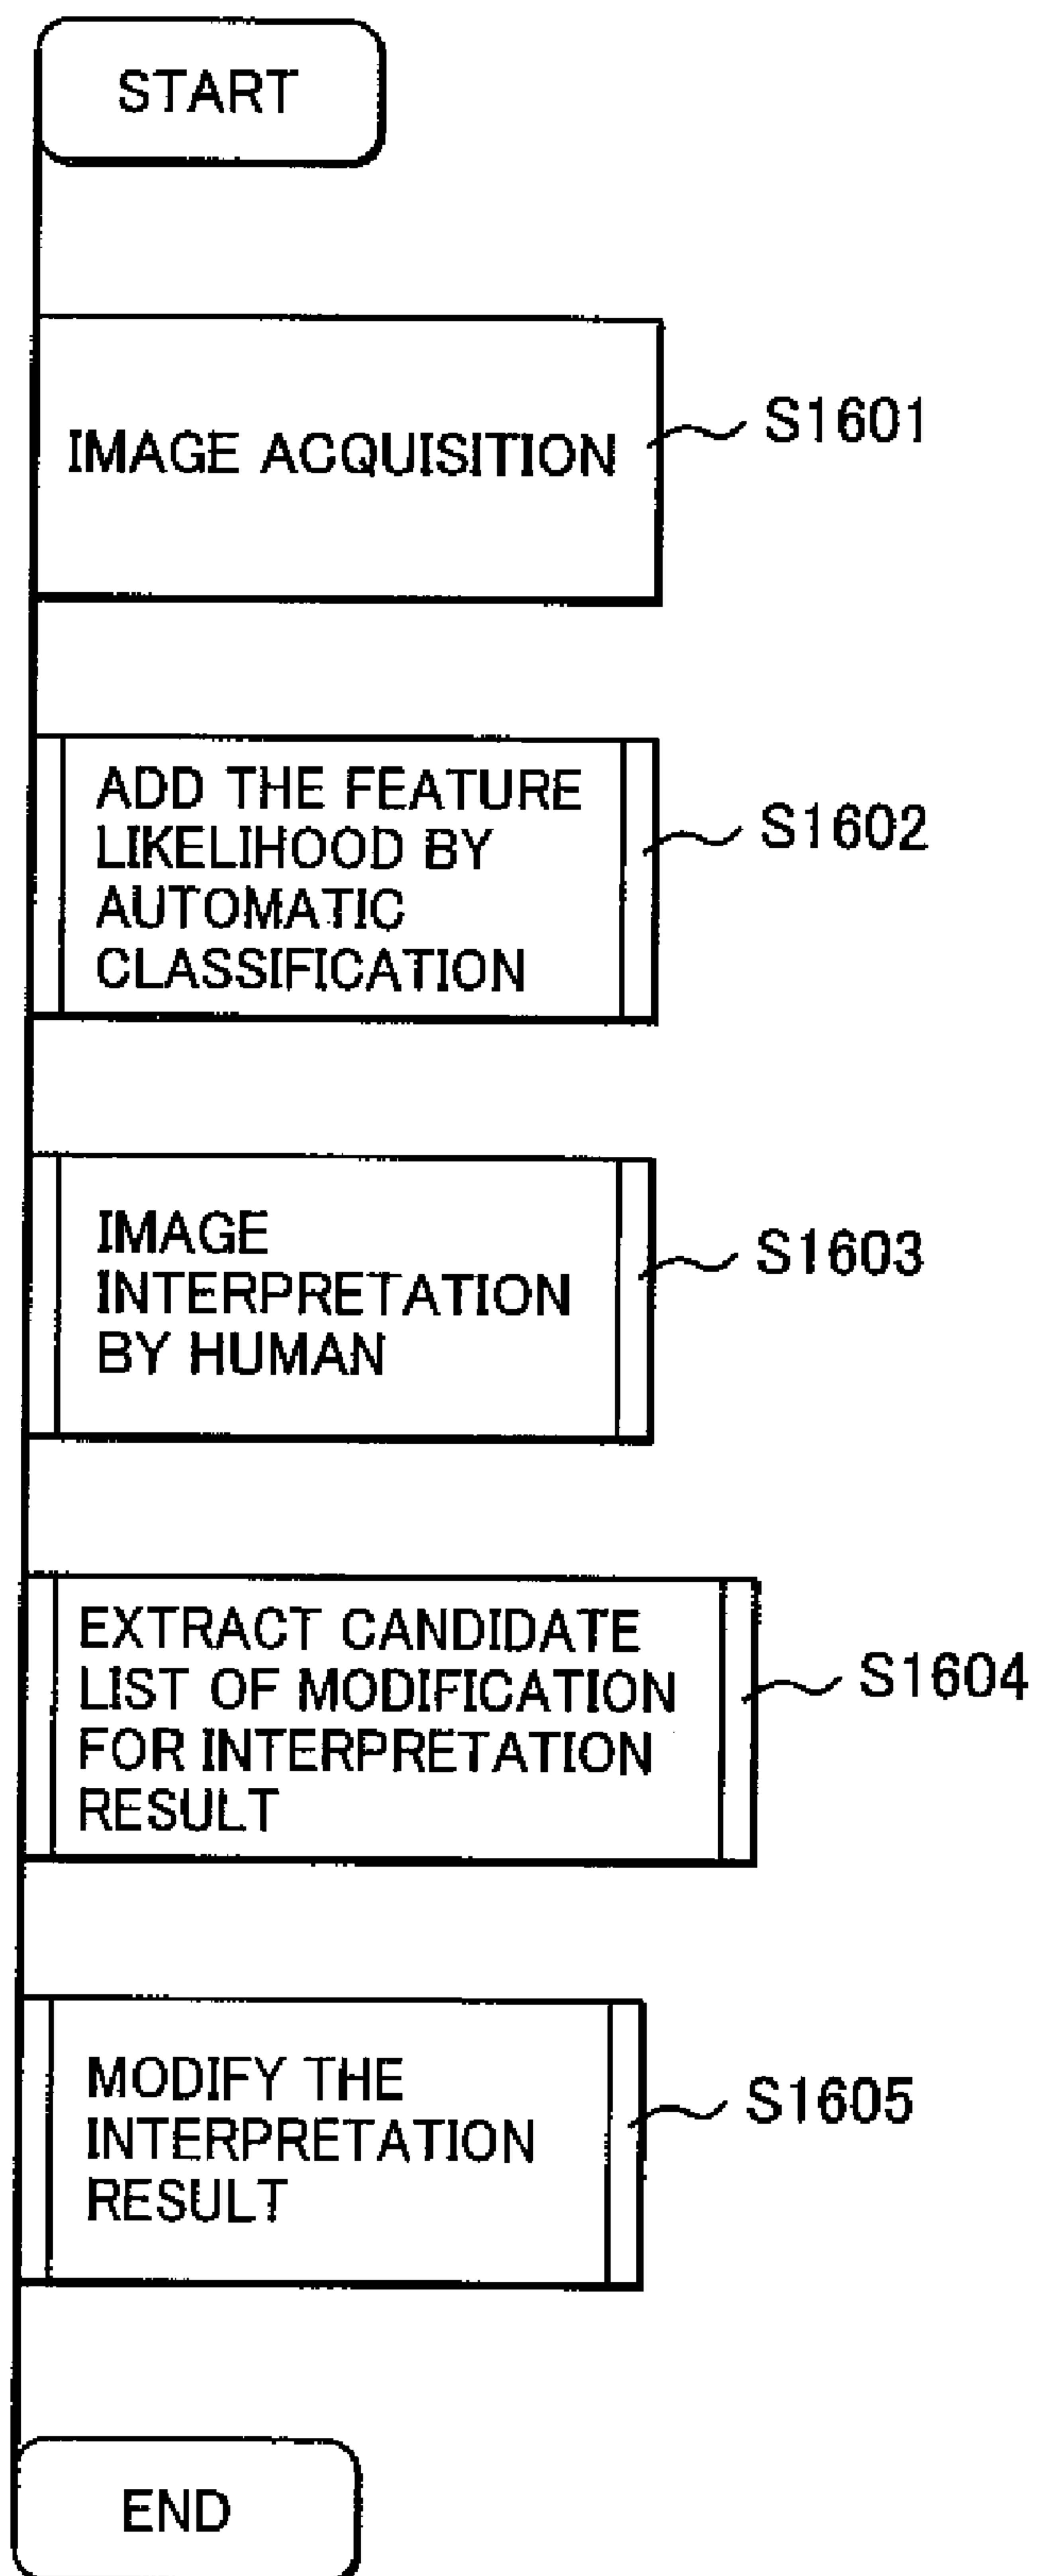 START
IMAGE ACQUISITION
S1601
ADD THE FEATURE
LIKELIHOOD BY
AUTOMATIC
CLASSIFICATION
S1602
IMAGE
INTERPRETATION
BY HUMAN
S1603
EXTRACT CANDIDATE
LIST OF MODIFICATION
FOR INTERPRETATION
RESULT
S1604
MODIFY THE
INTERPRETATION
RESULT
S1605
END